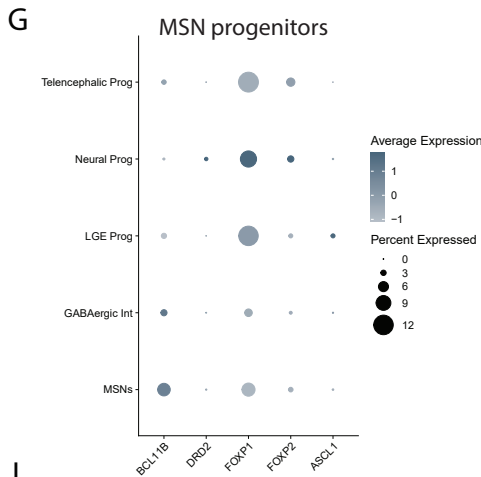 G
MSN progenitors
Telencephalic Prog
Neural Prog
LGE Prog
GABAergic Int
MSNs
BCL11B
DRD2
FOXP1
FOXP2
ASCL1
Average Expression
1
0
−1
Percent Expressed
0
3
6
9
12